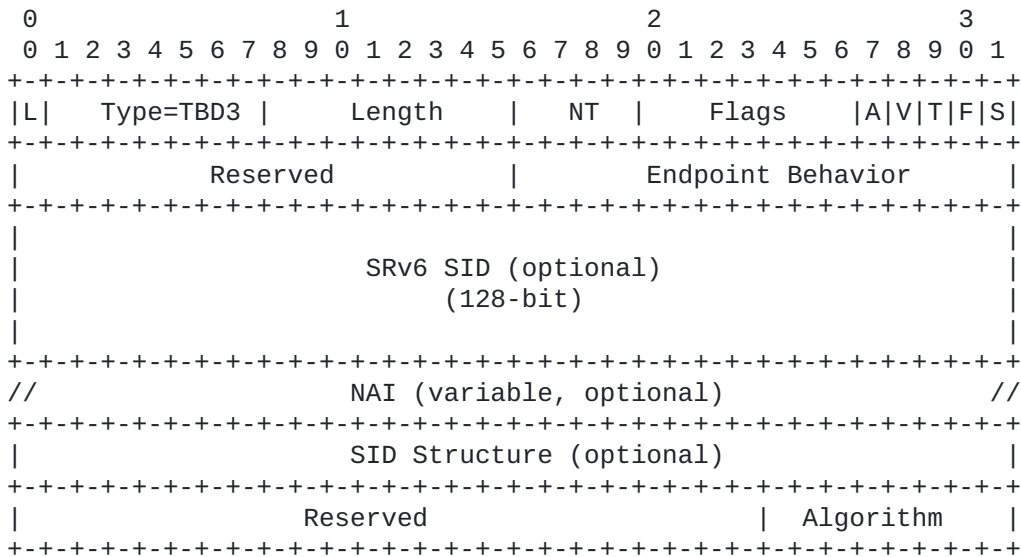 0                   1                   2                   3
 0 1 2 3 4 5 6 7 8 9 0 1 2 3 4 5 6 7 8 9 0 1 2 3 4 5 6 7 8 9 0 1
+-+-+-+-+-+-+-+-+-+-+-+-+-+-+-+-+-+-+-+-+-+-+-+-+-+-+-+-+-+-+-+-+
|L|   Type=TBD3 |     Length    |   NT  |    Flags      |A|V|T|F|S|
+-+-+-+-+-+-+-+-+-+-+-+-+-+-+-+-+-+-+-+-+-+-+-+-+-+-+-+-+-+-+-+-+
|            Reserved           |        Endpoint Behavior      |
+-+-+-+-+-+-+-+-+-+-+-+-+-+-+-+-+-+-+-+-+-+-+-+-+-+-+-+-+-+-+-+-+
|                                                               |
|                      SRv6 SID (optional)                      |
|                           (128-bit)                           |
|                                                               |
+-+-+-+-+-+-+-+-+-+-+-+-+-+-+-+-+-+-+-+-+-+-+-+-+-+-+-+-+-+-+-+-+
//                    NAI (variable, optional)                 //
+-+-+-+-+-+-+-+-+-+-+-+-+-+-+-+-+-+-+-+-+-+-+-+-+-+-+-+-+-+-+-+-+
|                     SID Structure (optional)                  |
+-+-+-+-+-+-+-+-+-+-+-+-+-+-+-+-+-+-+-+-+-+-+-+-+-+-+-+-+-+-+-+-+
|                  Reserved                     |  Algorithm    |
+-+-+-+-+-+-+-+-+-+-+-+-+-+-+-+-+-+-+-+-+-+-+-+-+-+-+-+-+-+-+-+-+